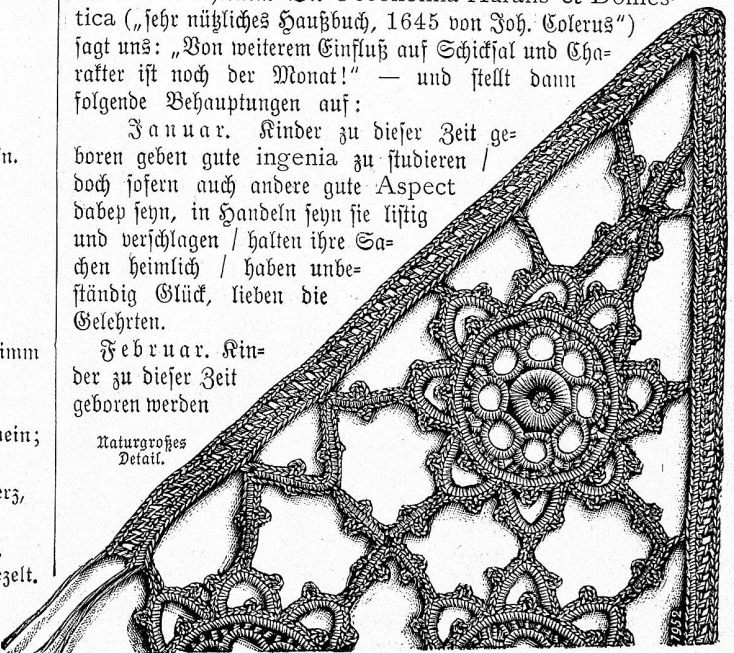 tica („sehr nützliches Haußbuch, 1645 von Joh. Colerus“)
sagt uns: „Von weiterem Einfluß auf Schicksal und Cha-
rakter ist noch der Monat!“ — und stellt dann
folgende Behauptungen auf:
Januar. Kinder zu dieser Zeit ge-
boren geben gute ingenia zu studieren /
doch sofern auch andere gute Aspect
dabey seyn, in Handeln seyn sie listig
und verschlagen / halten ihre Sa-
chen heimlich / haben unbe-
ständig Glück, lieben die
Gelehrten.
Februar. Kin-
der zu dieser Zeit
geboren werden
Naturgroßes
Detail.
7952